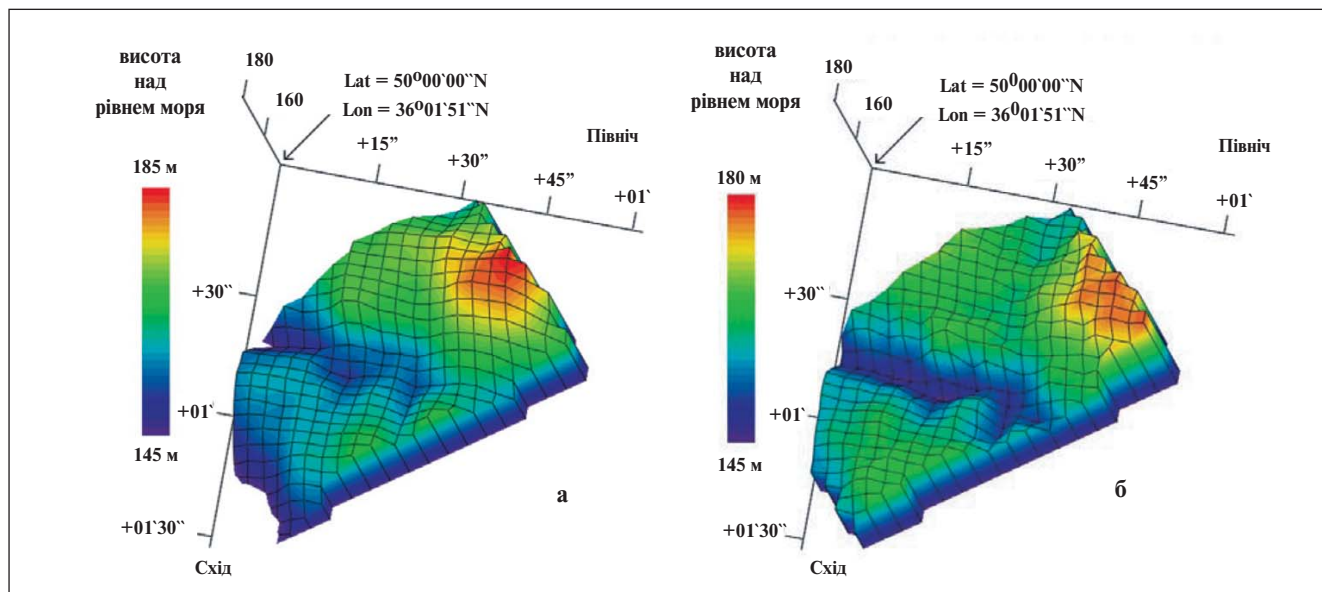 висота
над
рівнем моря
180
160
Lat = 50⁰00‵00‵‵N
Lon = 36⁰01‵51‵‵N
+15”
+30”
+45”
+01‵
Північ
185 м
145 м
+30‵‵
+01‵
+01‵30‵‵
Схід
а
висота
над
рівнем моря
180
160
Lat = 50⁰00‵00‵‵N
Lon = 36⁰01‵51‵‵N
+15”
+30”
+45”
+01‵
Північ
180 м
145 м
+30‵‵
+01‵
+01‵30‵‵
Схід
б